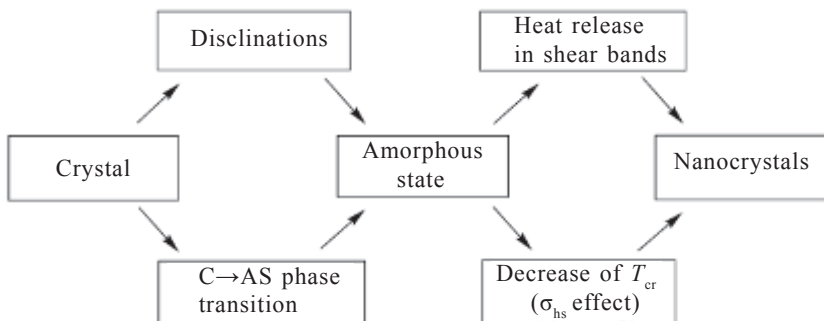 Disclinations
Heat release
in shear bands
Crystal
Amorphous
state
Nanocrystals
C→AS phase
transition
Decrease of Tcr
(σhs effect)